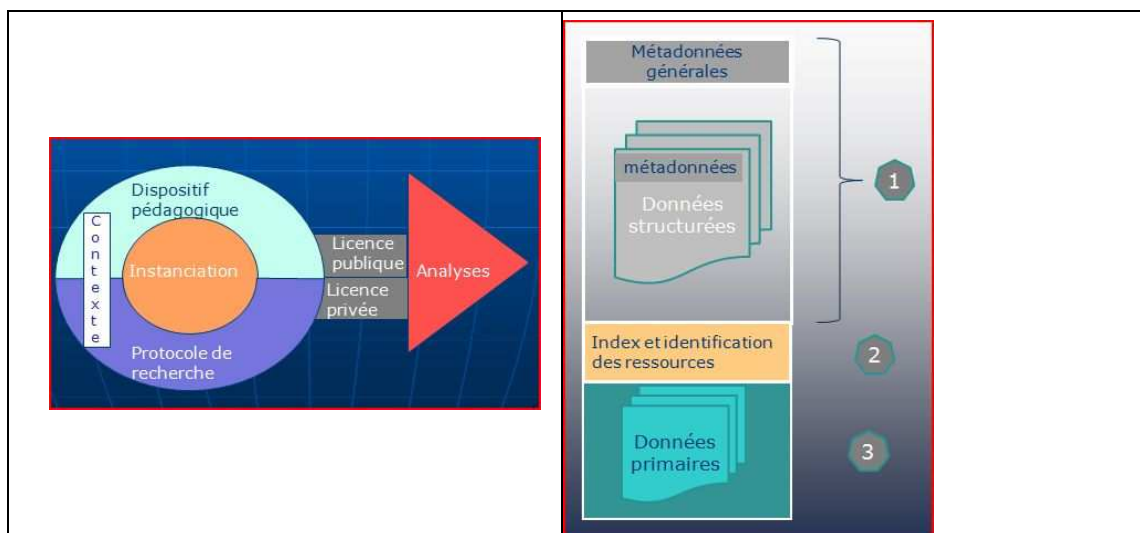 Dispositif
pédagogique
Contexte
Instanciation
Protocole de
recherche
Licence
publique
Licence
privée
Analyses
Métadonnées
générales
métadonnées
Données
structurées
1
Index et identification
des ressources
2
Données
primaires
3